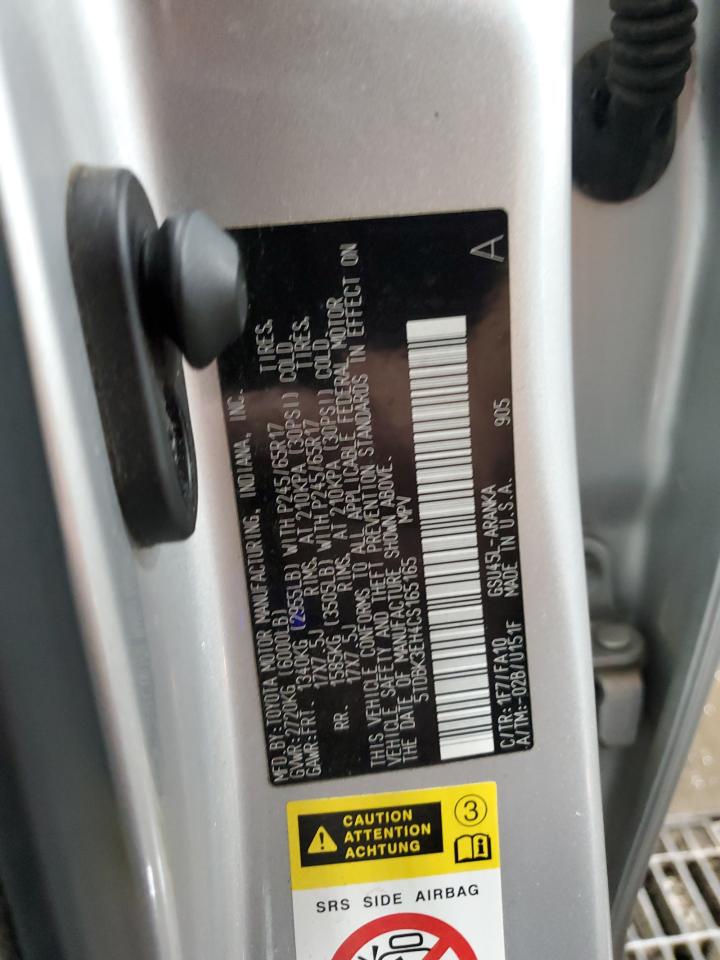 MFD.BY:TOYOTA MOTOR MANUFACTURING, INDIANA, INC.
GVWR:2720KG (6000LB)
GAWR:FRT. 1340KG (2955LB) WITH P245/65R17 TIRES.
17X7.5J RIMS. AT 210KPA (30PSI) COLD.
RR. 1585KG (3505LB) WITH P245/65R17 TIRES.
17X7.5J RIMS. AT 210KPA (30PSI) COLD.
THIS VEHICLE CONFORMS TO ALL APPLICABLE FEDERAL MOTOR
VEHICLE SAFETY AND THEFT PREVENTION STANDARDS IN EFFECT ON
THE DATE OF MANUFACTURE SHOWN ABOVE.
5TDBK3EH4CS165165 MPV
C/TR:1F7/FA10 GSU45L-ARANKA 905
A/TM:-02B/U151F MADE IN U.S.A. A
CAUTION
ATTENTION
ACHTUNG
3
SRS SIDE AIRBAG